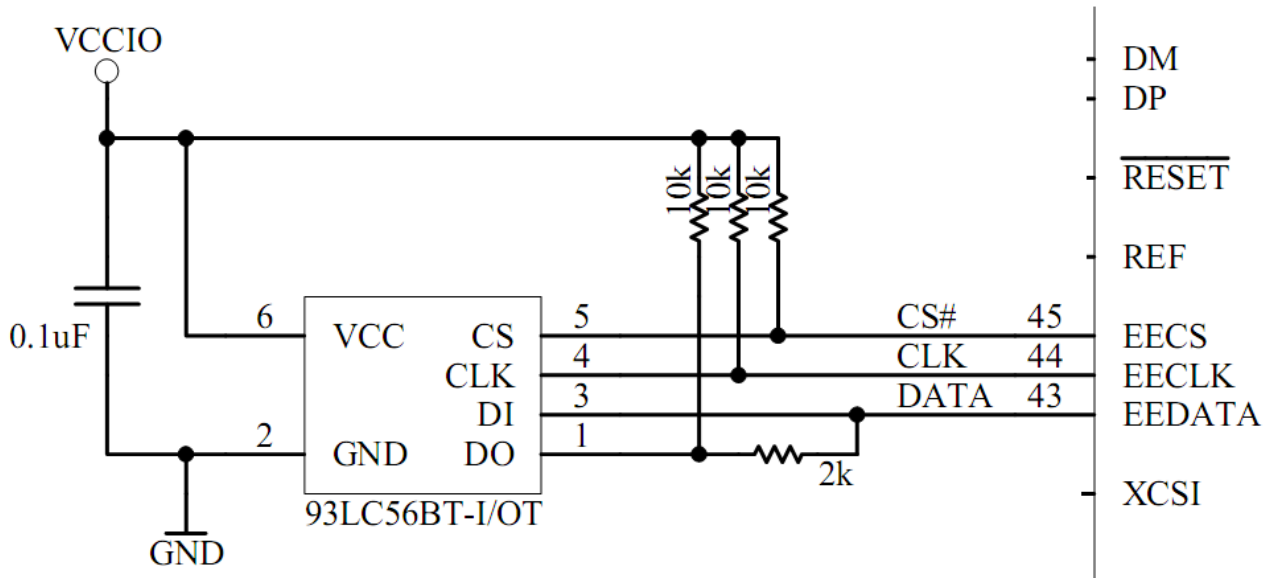 VCCIO
DM
DP
RESET
10k
10k
10k
REF
0.1uF
6
VCC
CS
5
CS#
45
EECS
CLK
4
CLK
44
EECLK
DI
3
DATA
43
EEDATA
2
GND
DO
1
2k
XCSI
93LC56BT-I/OT
GND